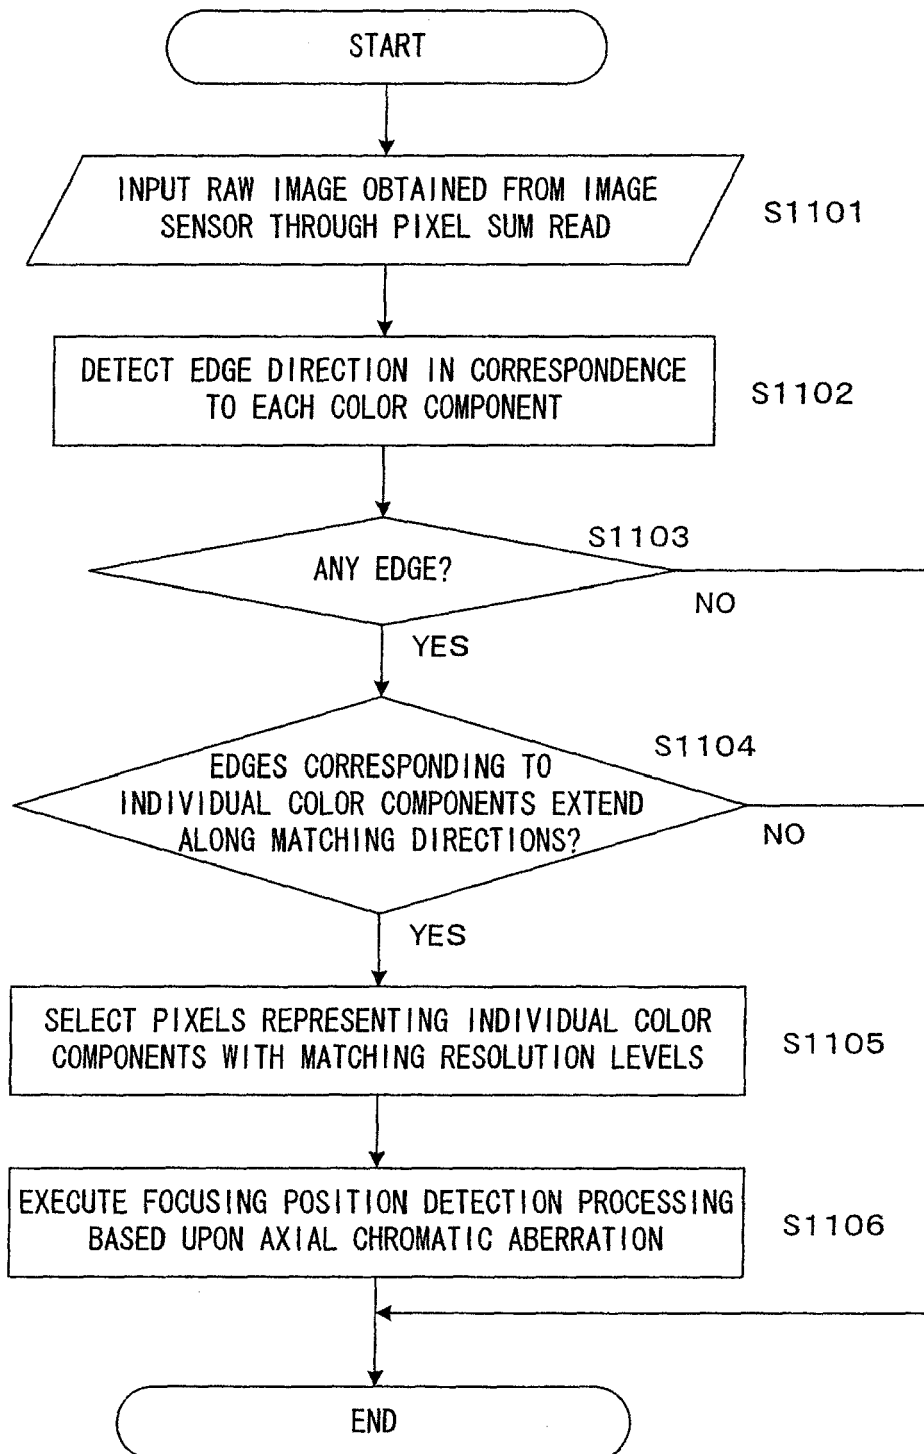 START
INPUT RAW IMAGE OBTAINED FROM IMAGE
SENSOR THROUGH PIXEL SUM READ
S1101
DETECT EDGE DIRECTION IN CORRESPONDENCE
TO EACH COLOR COMPONENT
S1102
S1103
ANY EDGE?
NO
YES
S1104
EDGES CORRESPONDING TO
INDIVIDUAL COLOR COMPONENTS EXTEND
ALONG MATCHING DIRECTIONS?
NO
YES
SELECT PIXELS REPRESENTING INDIVIDUAL COLOR
COMPONENTS WITH MATCHING RESOLUTION LEVELS
S1105
EXECUTE FOCUSING POSITION DETECTION PROCESSING
BASED UPON AXIAL CHROMATIC ABERRATION
S1106
END